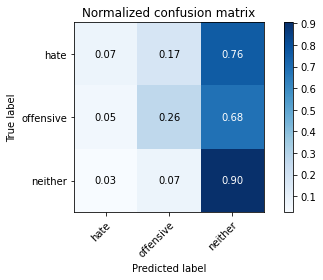 Normalized confusion matrix
hate
0.07 0.17 0.76
offensive
0.05 0.26 0.68
neither
0.03 0.07 0.90
hate
offensive
neither
True label
Predicted label
0.9
0.8
0.7
0.6
0.5
0.4
0.3
0.2
0.1